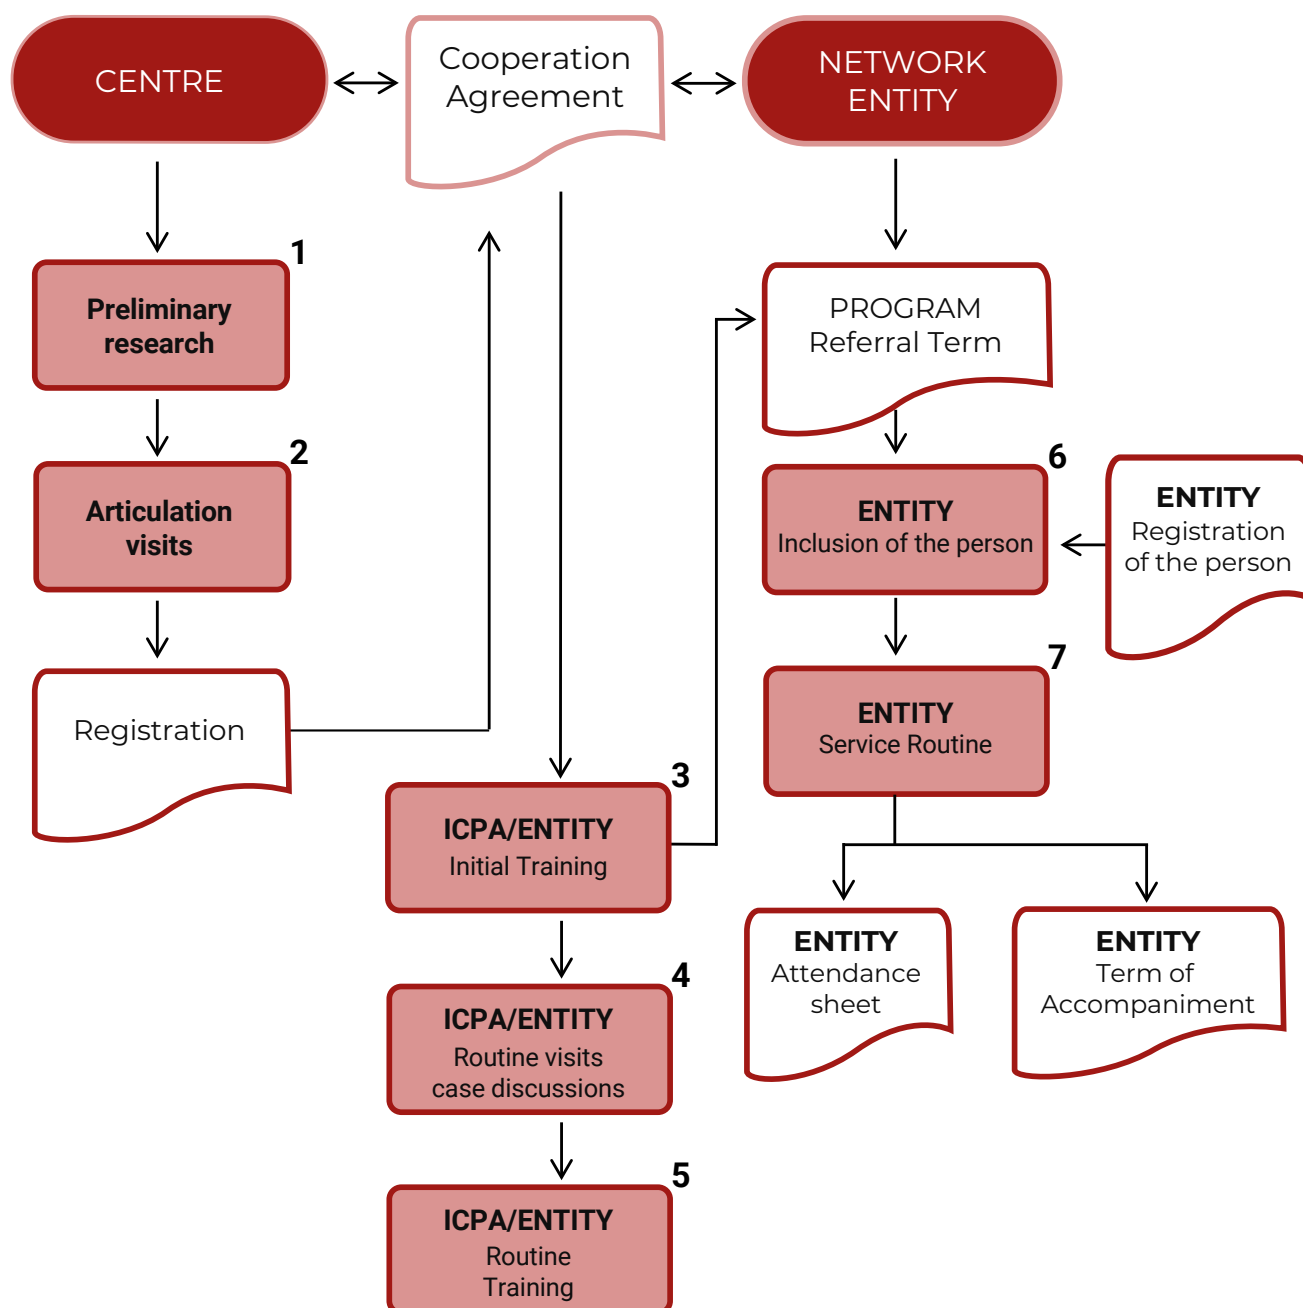 CENTRE
Cooperation
Agreement
NETWORK
ENTITY
1
Preliminary
research
2
Articulation
visits
Registration
3
ICPA/ENTITY
Initial Training
4
ICPA/ENTITY
Routine visits
case discussions
5
ICPA/ENTITY
Routine
Training
PROGRAM
Referral Term
6
ENTITY
Inclusion of the person
ENTITY
Registration
of the person
7
ENTITY
Service Routine
ENTITY
Attendance
sheet
ENTITY
Term of
Accompaniment